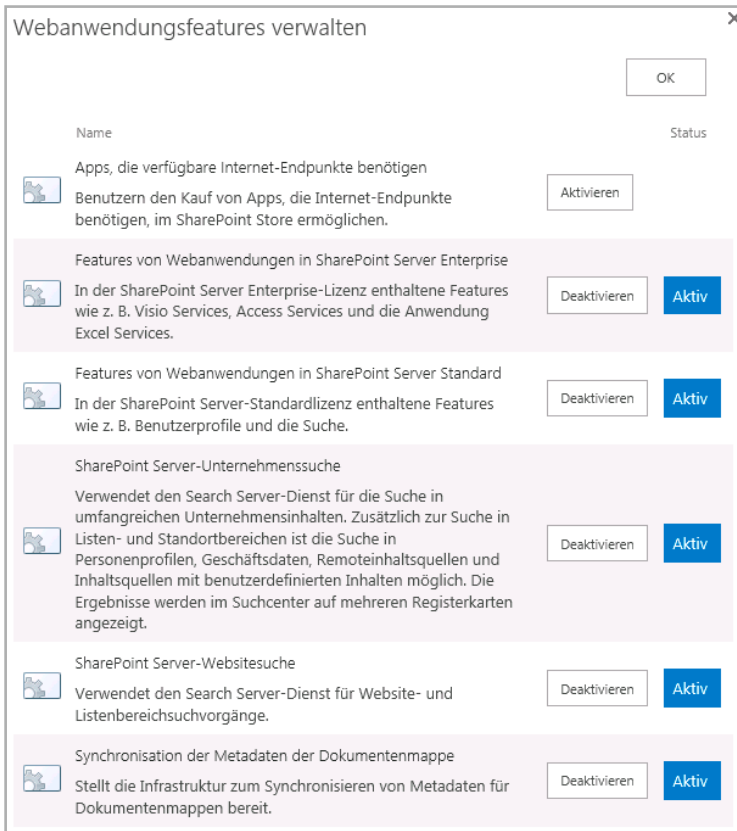 Webanwendungsfeatures verwalten
OK
Name
Status
Apps, die verfügbare Internet-Endpunkte benötigen
Benutzern den Kauf von Apps, die Internet-Endpunkte
benötigen, im SharePoint Store ermöglichen.
Aktivieren
Features von Webanwendungen in SharePoint Server Enterprise
In der SharePoint Server Enterprise-Lizenz enthaltene Features
wie z. B. Visio Services, Access Services und die Anwendung
Excel Services.
Deaktivieren
Aktiv
Features von Webanwendungen in SharePoint Server Standard
In der SharePoint Server-Standardlizenz enthaltene Features
wie z. B. Benutzerprofile und die Suche.
Deaktivieren
Aktiv
SharePoint Server-Unternehmenssuche
Verwendet den Search Server-Dienst für die Suche in
umfangreichen Unternehmensinhalten. Zusätzlich zur Suche in
Listen- und Standortbereichen ist die Suche in
Personenprofilen, Geschäftsdaten, Remoteinhaltsquellen und
Inhaltsquellen mit benutzerdefinierten Inhalten möglich. Die
Ergebnisse werden im Suchcenter auf mehreren Registerkarten
angezeigt.
Deaktivieren
Aktiv
SharePoint Server-Websitesuche
Verwendet den Search Server-Dienst für Website- und
Listenbereichsuchvorgänge.
Deaktivieren
Aktiv
Synchronisation der Metadaten der Dokumentenmappe
Stellt die Infrastruktur zum Synchronisieren von Metadaten für
Dokumentenmappen bereit.
Deaktivieren
Aktiv